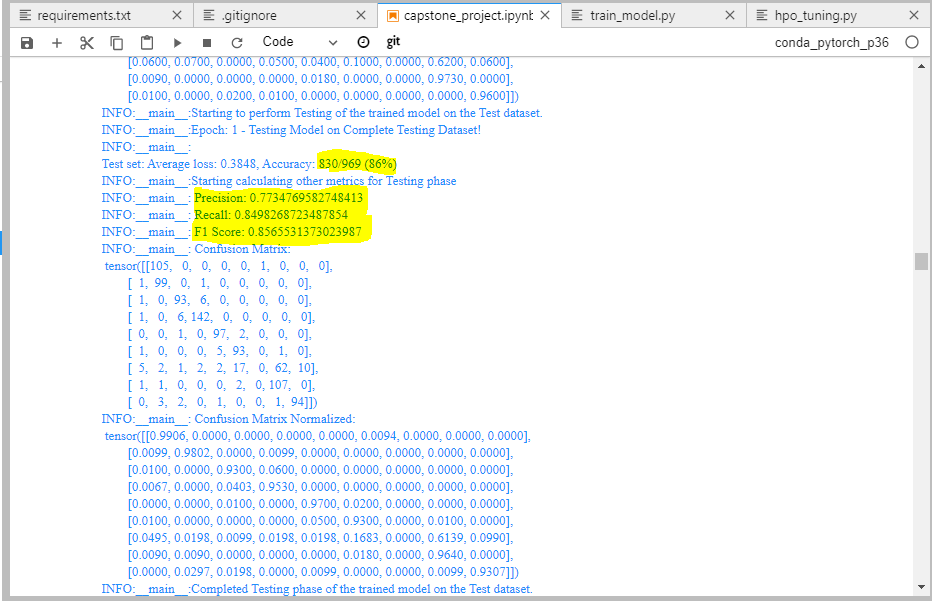 requirements.txt
.gitignore
capstone_project.ipynb
train_model.py
hpo_tuning.py
Code
git
conda_pytorch_p36
[0.0600, 0.0700, 0.0000, 0.0500, 0.0400, 0.1000, 0.0000, 0.6200, 0.0600],
[0.0090, 0.0000, 0.0000, 0.0000, 0.0180, 0.0000, 0.0000, 0.9730, 0.0000],
[0.0100, 0.0000, 0.0200, 0.0100, 0.0000, 0.0000, 0.0000, 0.0000, 0.9600]])
INFO:__main__:Starting to perform Testing of the trained model on the Test dataset.
INFO:__main__:Epoch: 1 - Testing Model on Complete Testing Dataset!
INFO:__main__:
Test set: Average loss: 0.3848, Accuracy: 830/969 (86%)
INFO:__main__:Starting calculating other metrics for Testing phase
INFO:__main__: Precision: 0.7734769582748413
INFO:__main__: Recall: 0.8498268723487854
INFO:__main__: F1 Score: 0.8565531373023987
INFO:__main__: Confusion Matrix:
tensor([[105, 0, 0, 0, 0, 1, 0, 0, 0],
[ 1, 99, 0, 1, 0, 0, 0, 0, 0],
[ 1, 0, 93, 6, 0, 0, 0, 0, 0],
[ 1, 0, 6, 142, 0, 0, 0, 0, 0],
[ 0, 0, 1, 0, 97, 2, 0, 0, 0],
[ 1, 0, 0, 0, 5, 93, 0, 1, 0],
[ 5, 2, 1, 2, 2, 17, 0, 62, 10],
[ 1, 1, 0, 0, 0, 2, 0, 107, 0],
[ 0, 3, 2, 0, 1, 0, 0, 1, 94]])
INFO:__main__: Confusion Matrix Normalized:
tensor([[0.9906, 0.0000, 0.0000, 0.0000, 0.0000, 0.0094, 0.0000, 0.0000, 0.0000],
[0.0099, 0.9802, 0.0000, 0.0099, 0.0000, 0.0000, 0.0000, 0.0000, 0.0000],
[0.0100, 0.0000, 0.9300, 0.0600, 0.0000, 0.0000, 0.0000, 0.0000, 0.0000],
[0.0067, 0.0000, 0.0403, 0.9530, 0.0000, 0.0000, 0.0000, 0.0000, 0.0000],
[0.0000, 0.0000, 0.0100, 0.0000, 0.9700, 0.0200, 0.0000, 0.0000, 0.0000],
[0.0100, 0.0000, 0.0000, 0.0000, 0.0500, 0.9300, 0.0000, 0.0100, 0.0000],
[0.0495, 0.0198, 0.0099, 0.0198, 0.0198, 0.1683, 0.0000, 0.6139, 0.0990],
[0.0090, 0.0090, 0.0000, 0.0000, 0.0000, 0.0180, 0.0000, 0.9640, 0.0000],
[0.0000, 0.0297, 0.0198, 0.0000, 0.0099, 0.0000, 0.0000, 0.0099, 0.9307]])
INFO:__main__:Completed Testing phase of the trained model on the Test dataset.